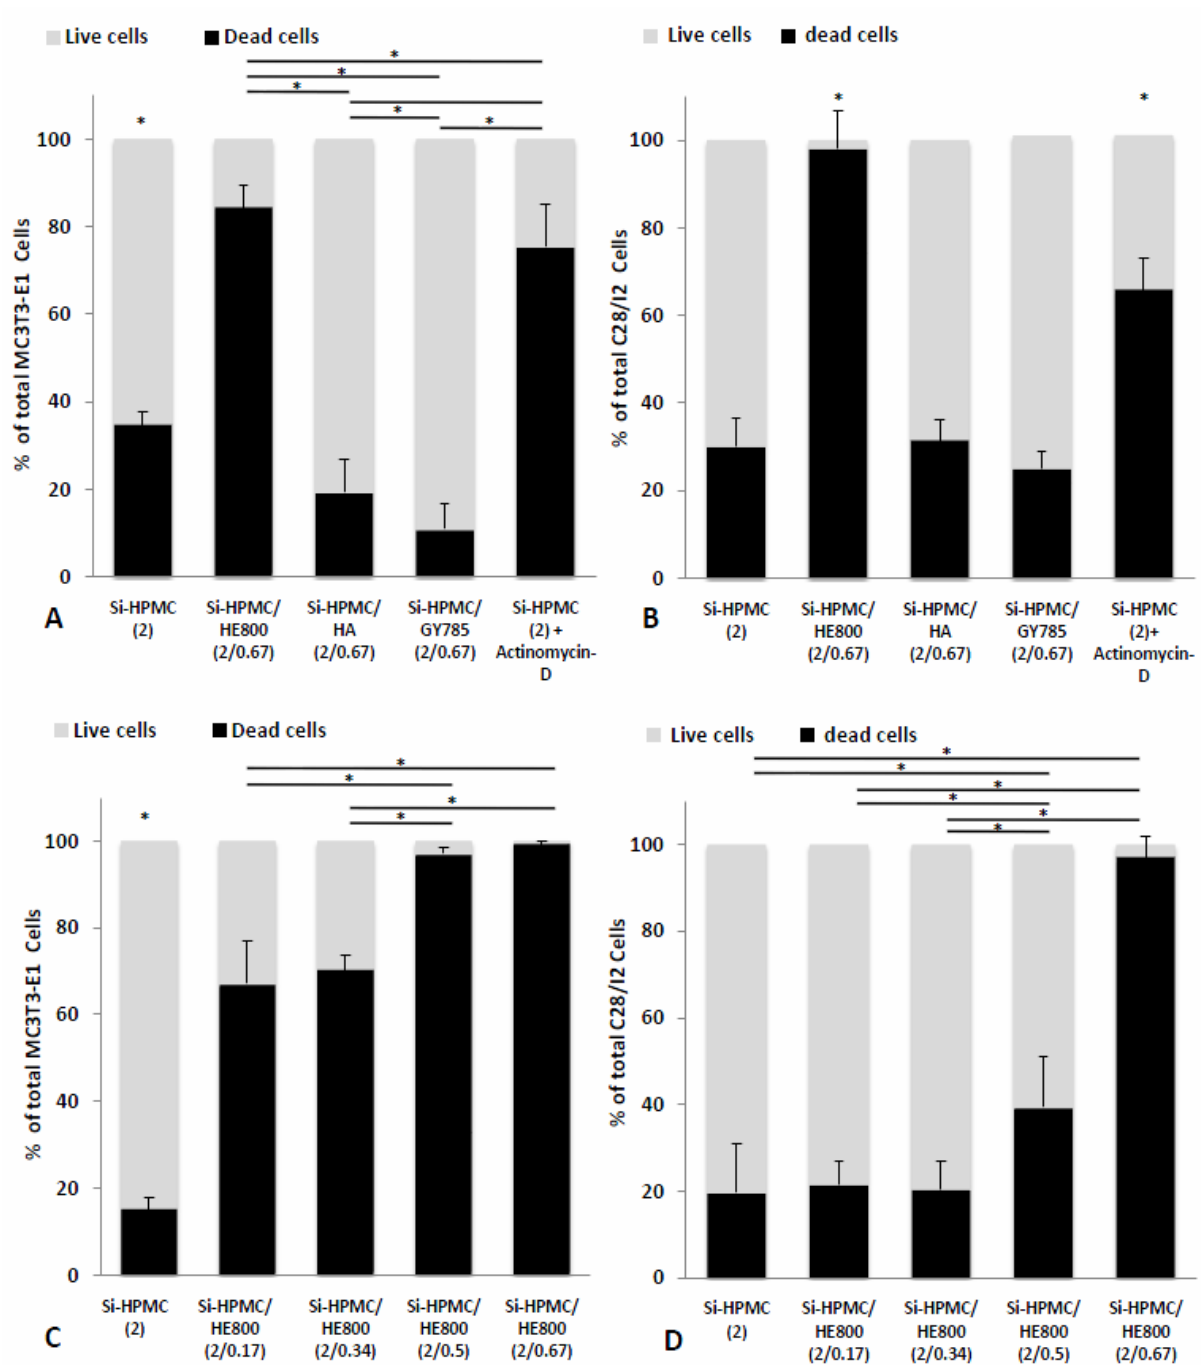 Live cells
Dead cells
*
*
*
*
*
*
% of total MC3T3-E1 Cells
100
80
60
40
20
0
Si-HPMC
(2)
Si-HPMC/
HE800
(2/0.67)
Si-HPMC/
HA
(2/0.67)
Si-HPMC/
GY785
(2/0.67)
Si-HPMC
(2) +
Actinomycin-
D
A
Live cells
dead cells
*
*
% of total C28/I2 Cells
100
80
60
40
20
0
Si-HPMC
(2)
Si-HPMC/
HE800
(2/0.67)
Si-HPMC/
HA
(2/0.67)
Si-HPMC/
GY785
(2/0.67)
Si-HPMC
(2)+
Actinomycin-
D
B
Live cells
Dead cells
*
*
*
*
*
% of total MC3T3-E1 Cells
100
80
60
40
20
0
Si-HPMC
(2)
Si-HPMC/
HE800
(2/0.17)
Si-HPMC/
HE800
(2/0.34)
Si-HPMC/
HE800
(2/0.5)
Si-HPMC/
HE800
(2/0.67)
C
Live cells
dead cells
*
*
*
*
*
*
% of total C28/I2 Cells
100
80
60
40
20
0
Si-HPMC
(2)
Si-HPMC/
HE800
(2/0.17)
Si-HPMC/
HE800
(2/0.34)
Si-HPMC/
HE800
(2/0.5)
Si-HPMC/
HE800
(2/0.67)
D